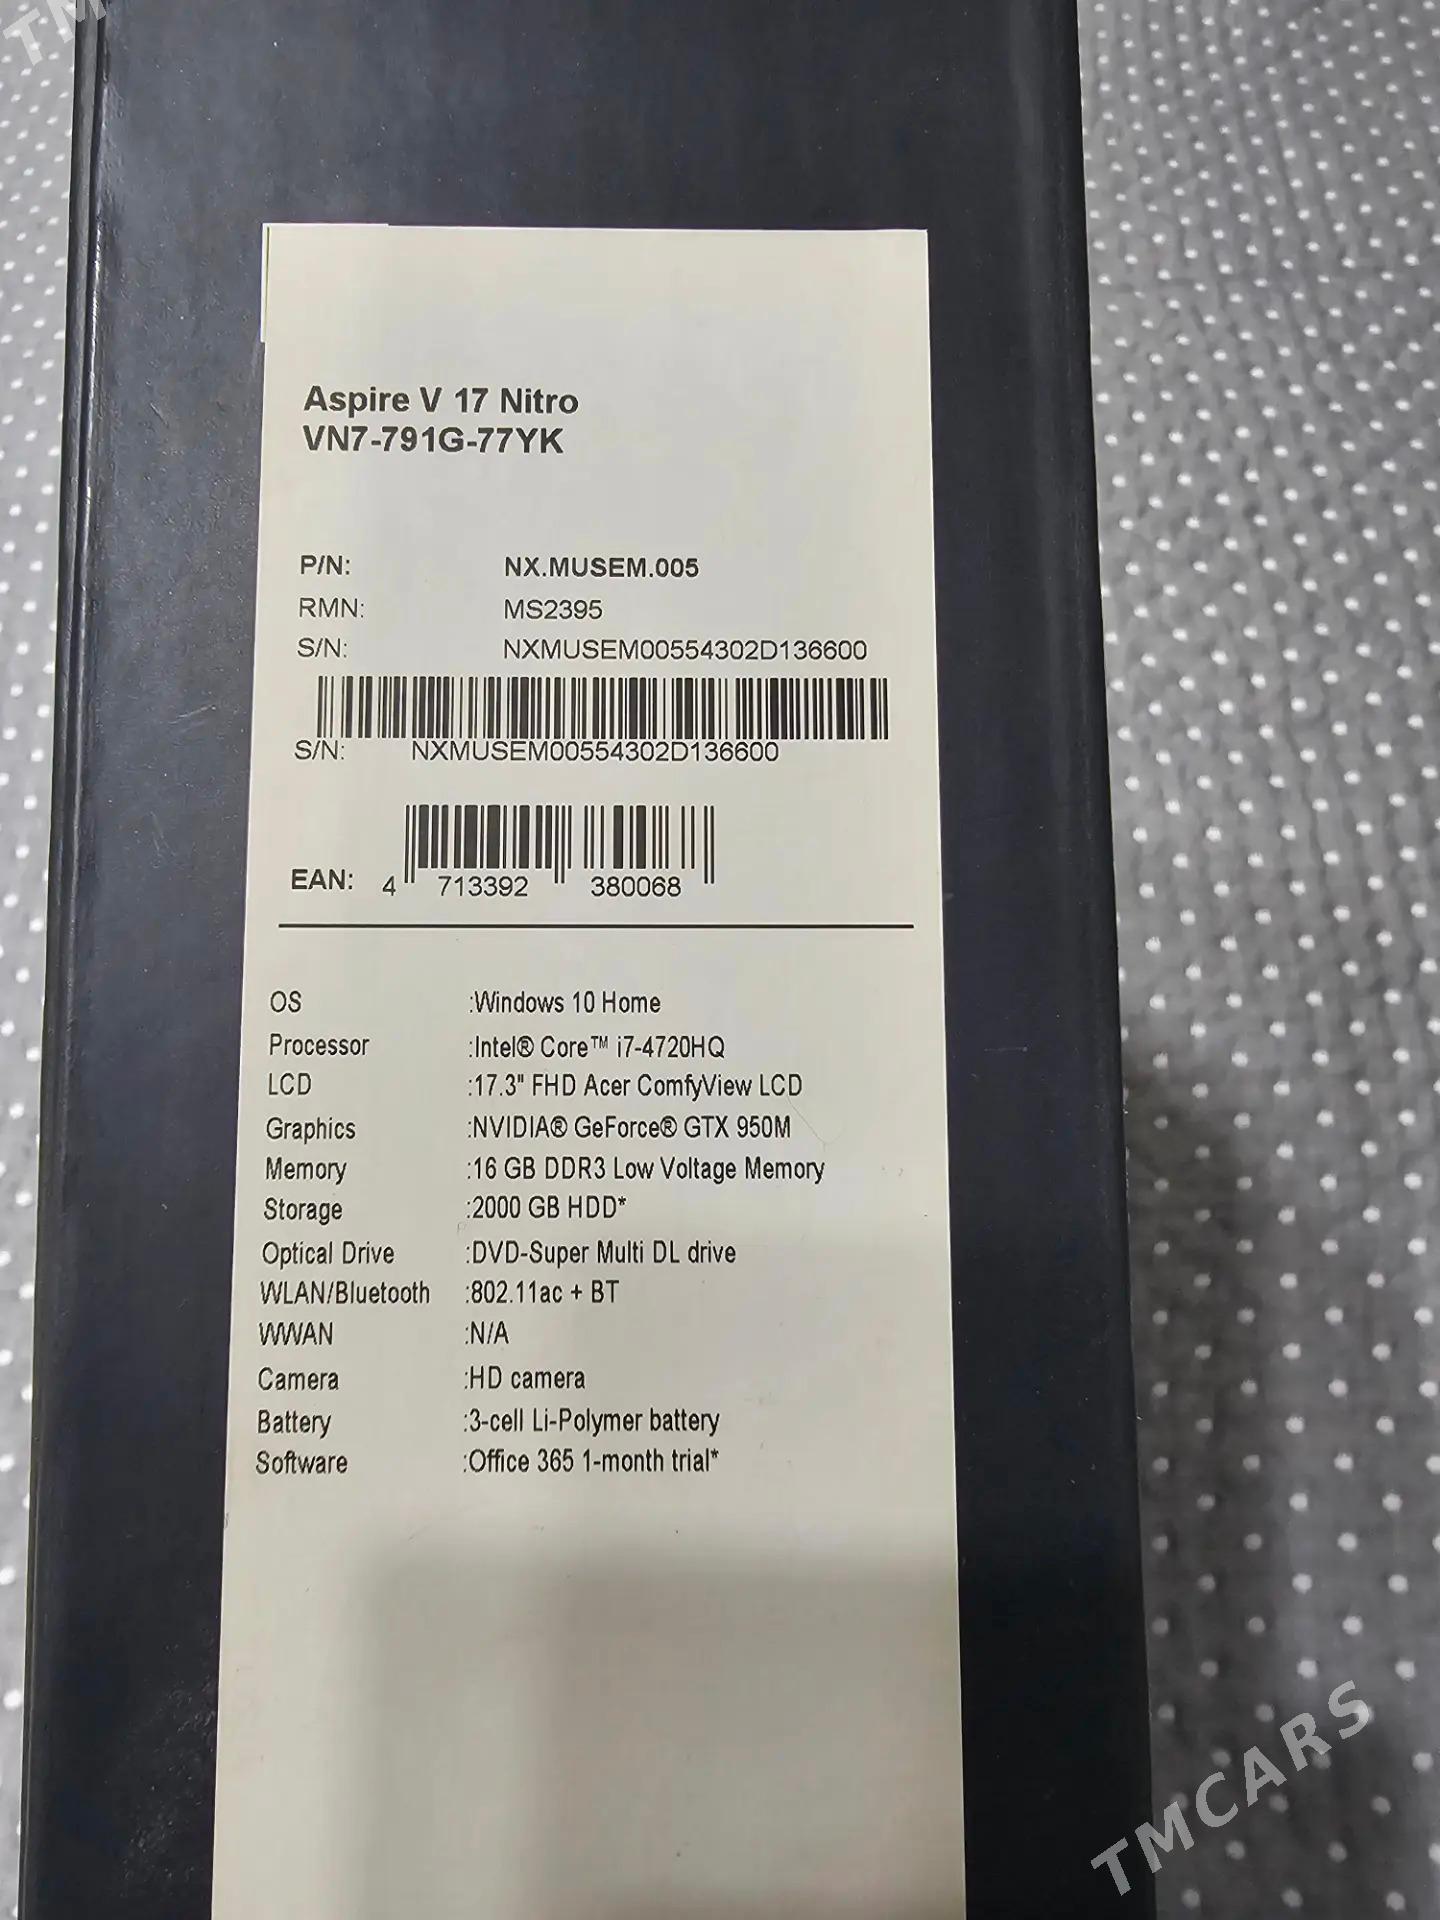 TM
Aspire V 17 Nitro
VN7-791G-77YK
P/N: NX.MUSEM.005
RMN: MS2395
S/N: NXMUSEM00554302D136600
S/N: NXMUSEM00554302D136600
EAN: 4 713392 380068
OS :Windows 10 Home
Processor :Intel® Core™ i7-4720HQ
LCD :17.3" FHD Acer ComfyView LCD
Graphics :NVIDIA® GeForce® GTX 950M
Memory :16 GB DDR3 Low Voltage Memory
Storage :2000 GB HDD*
Optical Drive :DVD-Super Multi DL drive
WLAN/Bluetooth :802.11ac + BT
WWAN :N/A
Camera :HD camera
Battery :3-cell Li-Polymer battery
Software :Office 365 1-month trial*
TMCARS